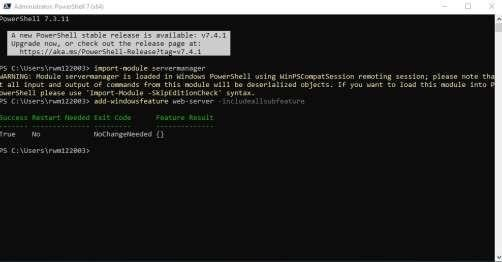 Administrator: PowerShell 7 (x64)
PowerShell 7.3.11
A new PowerShell stable release is available: v7.4.1
Upgrade now, or check out the release page at:
https://aka.ms/PowerShell-Release?tag=v7.4.1
PS C:\Users\rwm122003> import-module servermanager
WARNING: Module servermanager is loaded in Windows PowerShell using WinPSCompatSession remoting session; please note tha
t all input and output of commands from this module will be deserialized objects. If you want to load this module into P
owerShell please use 'Import-Module -SkipEditionCheck' syntax.
PS C:\Users\rwm122003> add-windowsfeature web-server -includeallsubfeature
Success Restart Needed Exit Code Feature Result
------- -------------- --------- --------------
True No NoChangeNeeded {}
PS C:\Users\rwm122003>